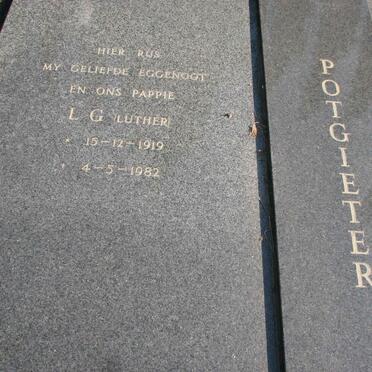 HIER RUS
MY GELIEFDE EGGENOOT
EN ONS PAPPIE
L G (LUTHER)
* 15-12-1919
4-5-1982
POTGIETER